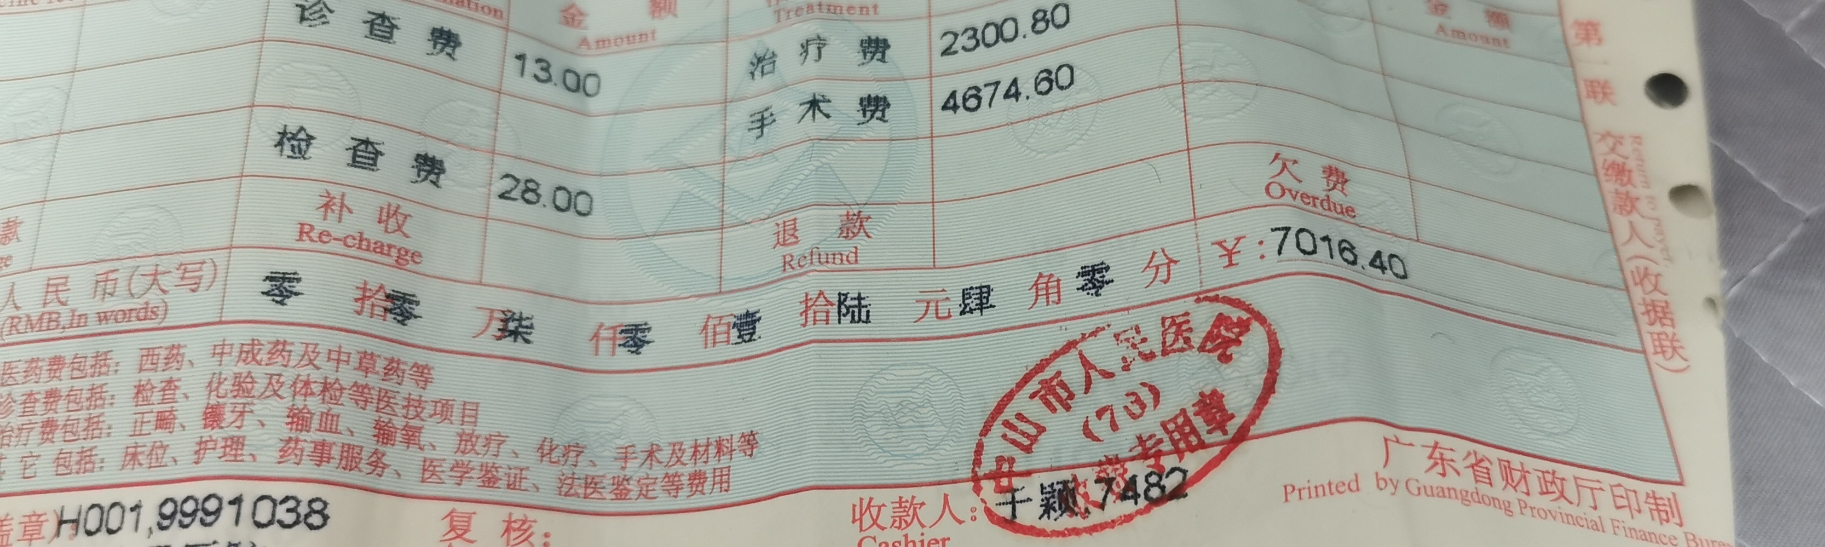 金 额
Amount
Treatment
金 额
Amount
诊 查 费 13.00 治 疗 费 2300.80
手 术 费 4674.60
检 查 费 28.00
补 收
Re-charge
退 款
Refund
欠 费
Overdue
人 民 币(大写)
(RMB,In words)
零 拾零 万柒 仟零 佰壹 拾陆 元肆 角零 分 ¥:7016.40
医药费包括:西药、中成药及中草药等
诊查费包括:检查、化验及体检等医技项目
治疗费包括:正畸、镶牙、输血、输氧、放疗、化疗、手术及材料等
其 它 包括:床位、护理、药事服务、医学鉴证、法医鉴定等费用
中山市人民医院
(73)
专用章
盖章)H001,9991038
复 核:
收款人:于颖,7482
Cashier
广东省财政厅印制
Printed by Guangdong Provincial Finance
第一联 交缴款人(收据联)